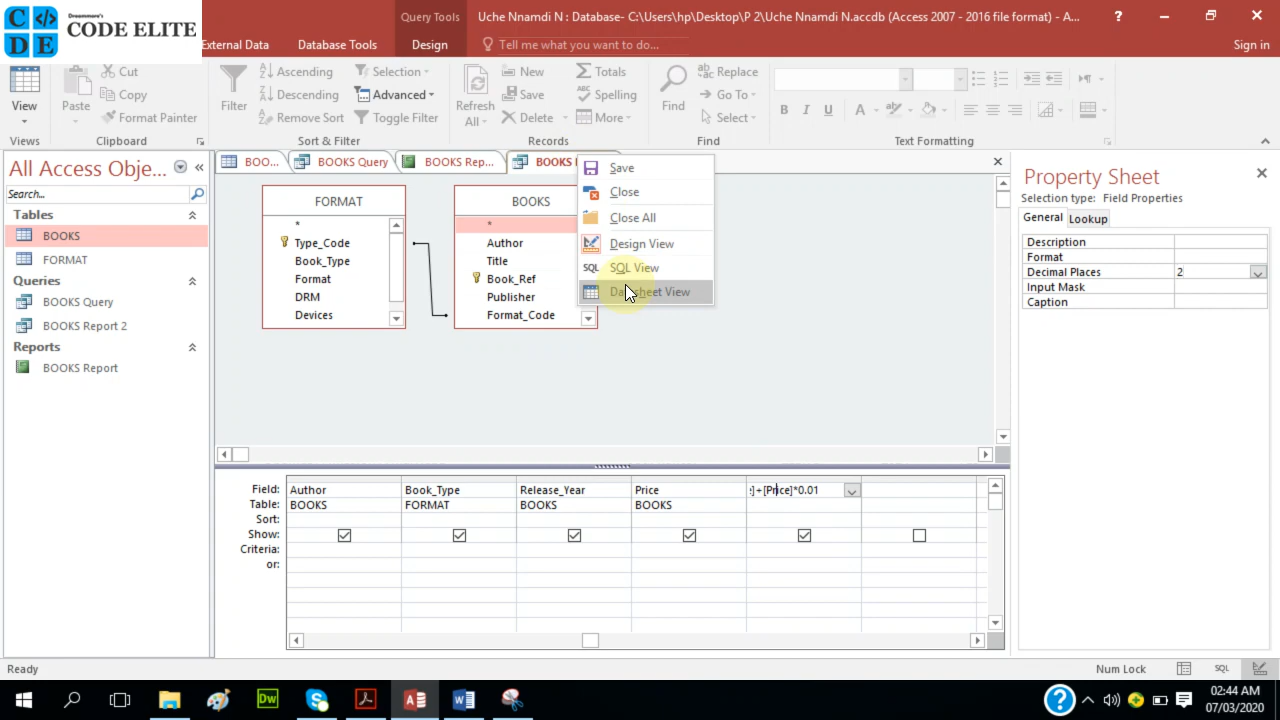 Dreammore's
CODE ELITE
CDE
Query Tools
Uche Nnamdi N : Database- C:\Users\hp\Desktop\P 2\Uche Nnamdi N.accdb (Access 2007 - 2016 file format) - A...
?
External Data
Database Tools
Design
Tell me what you want to do...
Sign in
View
Views
Paste
Cut
Copy
Format Painter
Clipboard
Filter
Ascending
Descending
Remove Sort
Selection
Advanced
Toggle Filter
Sort & Filter
Refresh
All
New
Save
Delete
Totals
Spelling
More
Records
Find
Replace
Go To
Select
Find
B I U
A
Text Formatting
All Access Obje...
Search...
Tables
BOOKS
FORMAT
Queries
BOOKS Query
BOOKS Report 2
Reports
BOOKS Report
BOO...
BOOKS Query
BOOKS Rep...
BOOKS
FORMAT
*
Type_Code
Book_Type
Format
DRM
Devices
BOOKS
*
Author
Title
Book_Ref
Publisher
Format_Code
Save
Close
Close All
Design View
SQL SQL View
Datasheet View
Field: Author Book_Type Release_Year Price :]+[Price]*0.01
Table: BOOKS FORMAT BOOKS BOOKS
Sort:
Show:
Criteria:
or:
Property Sheet
Selection type: Field Properties
General Lookup
Description
Format
Decimal Places 2
Input Mask
Caption
Ready
Num Lock
SQL
Dw
02:44 AM
07/03/2020